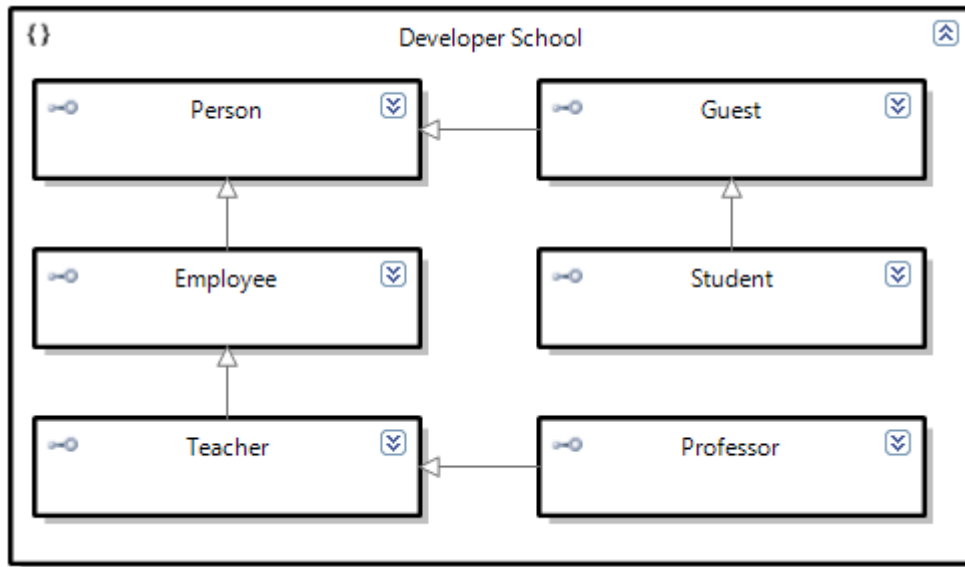 {} Developer School
Person
Guest
Employee
Student
Teacher
Professor